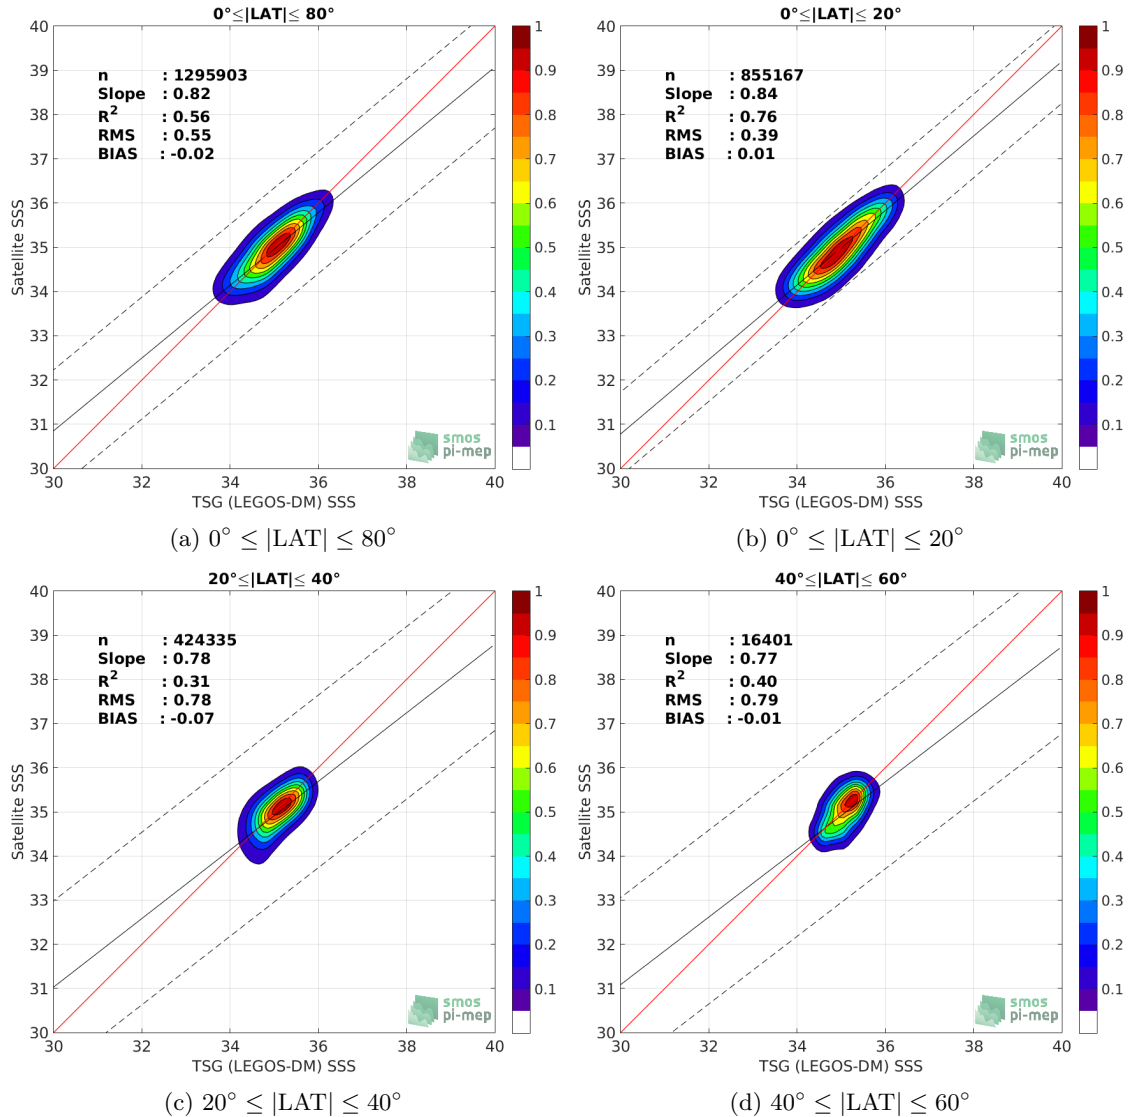 0°≤|LAT|≤ 80°
n : 1295903
Slope : 0.82
R² : 0.56
RMS : 0.55
BIAS : -0.02
Satellite SSS
40
39
38
37
36
35
34
33
32
31
30
30 32 34 36 38 40
TSG (LEGOS-DM) SSS
1
0.9
0.8
0.7
0.6
0.5
0.4
0.3
0.2
0.1
smos
pi-mep
(a) 0° ≤ |LAT| ≤ 80°
0°≤|LAT|≤ 20°
n : 855167
Slope : 0.84
R² : 0.76
RMS : 0.39
BIAS : 0.01
Satellite SSS
40
39
38
37
36
35
34
33
32
31
30
30 32 34 36 38 40
TSG (LEGOS-DM) SSS
1
0.9
0.8
0.7
0.6
0.5
0.4
0.3
0.2
0.1
smos
pi-mep
(b) 0° ≤ |LAT| ≤ 20°
20°≤|LAT|≤ 40°
n : 424335
Slope : 0.78
R² : 0.31
RMS : 0.78
BIAS : -0.07
Satellite SSS
40
39
38
37
36
35
34
33
32
31
30
30 32 34 36 38 40
TSG (LEGOS-DM) SSS
1
0.9
0.8
0.7
0.6
0.5
0.4
0.3
0.2
0.1
smos
pi-mep
(c) 20° ≤ |LAT| ≤ 40°
40°≤|LAT|≤ 60°
n : 16401
Slope : 0.77
R² : 0.40
RMS : 0.79
BIAS : -0.01
Satellite SSS
40
39
38
37
36
35
34
33
32
31
30
30 32 34 36 38 40
TSG (LEGOS-DM) SSS
1
0.9
0.8
0.7
0.6
0.5
0.4
0.3
0.2
0.1
smos
pi-mep
(d) 40° ≤ |LAT| ≤ 60°